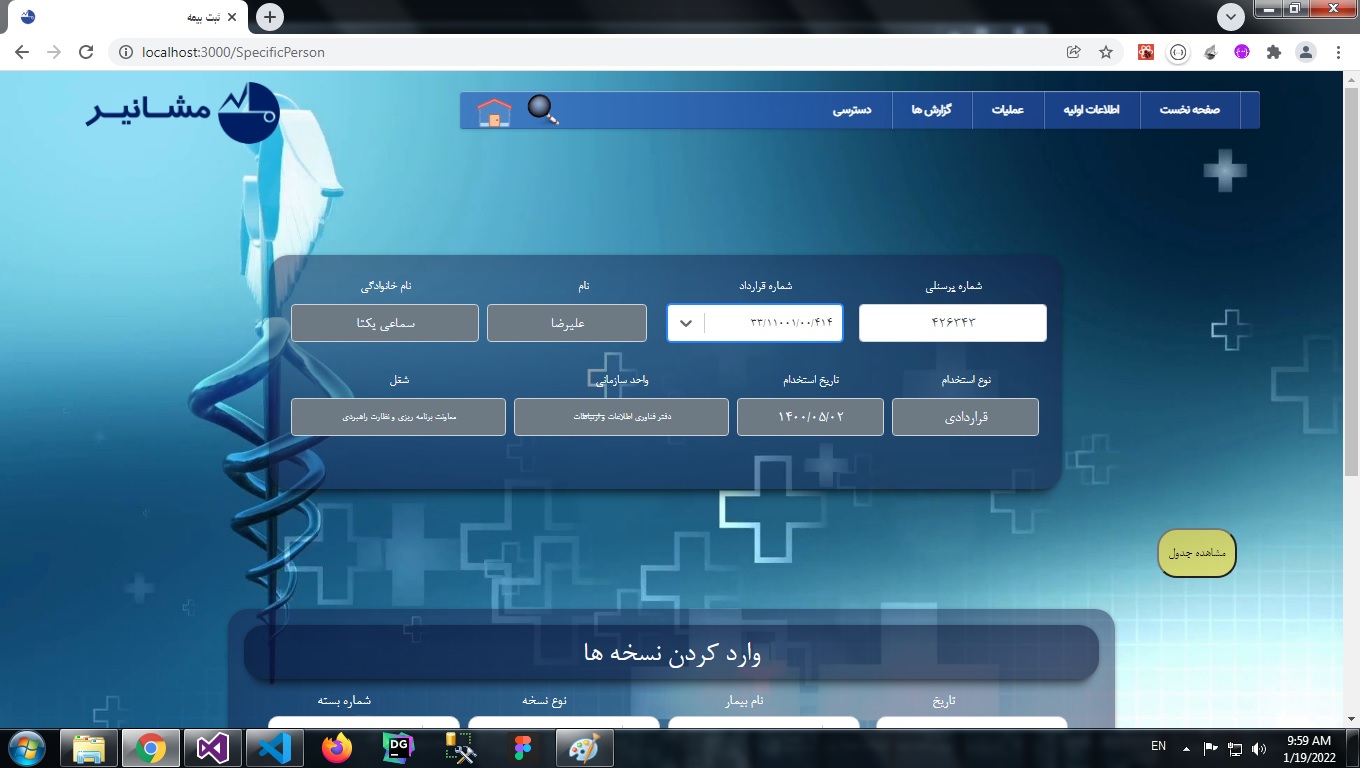 ثبت بیمه
localhost:3000/SpecificPerson
مشانیر
صفحه نخست
اطلاعات اولیه
عملیات
گزارش ها
دسترسی
شماره پرسنلی
شماره قرارداد
نام
نام خانوادگی
۴۲۶۳۴۳
۳۳/۱۱۰۰۱/۰۰/۴۱۴
علیرضا
سماعی یکتا
نوع استخدام
تاریخ استخدام
واحد سازمانی
شغل
قراردادی
۱۴۰۰/۰۵/۰۲
دفتر فناوری اطلاعات و ارتباطات
معاونت برنامه ریزی و نظارت راهبردی
مشاهده جدول
وارد کردن نسخه ها
تاریخ
نام بیمار
نوع نسخه
شماره بسته
DG
EN
9:59 AM
1/19/2022